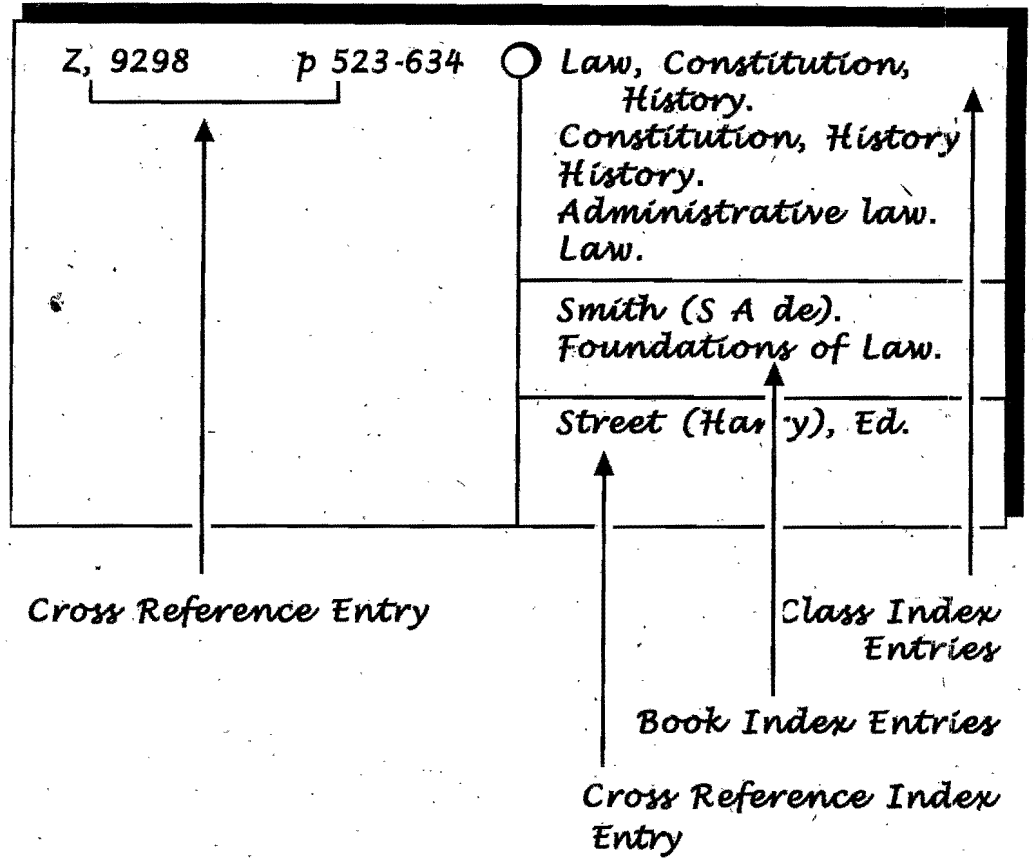 Z, 9298 p 523-634
Law, Constitution,
History.
Constitution, History
History.
Administrative law.
Law.
Smith (S A de).
Foundations of Law.
Street (Harry), Ed.
Cross Reference Entry
Class Index
Entries
Book Index Entries
Cross Reference Index
Entry